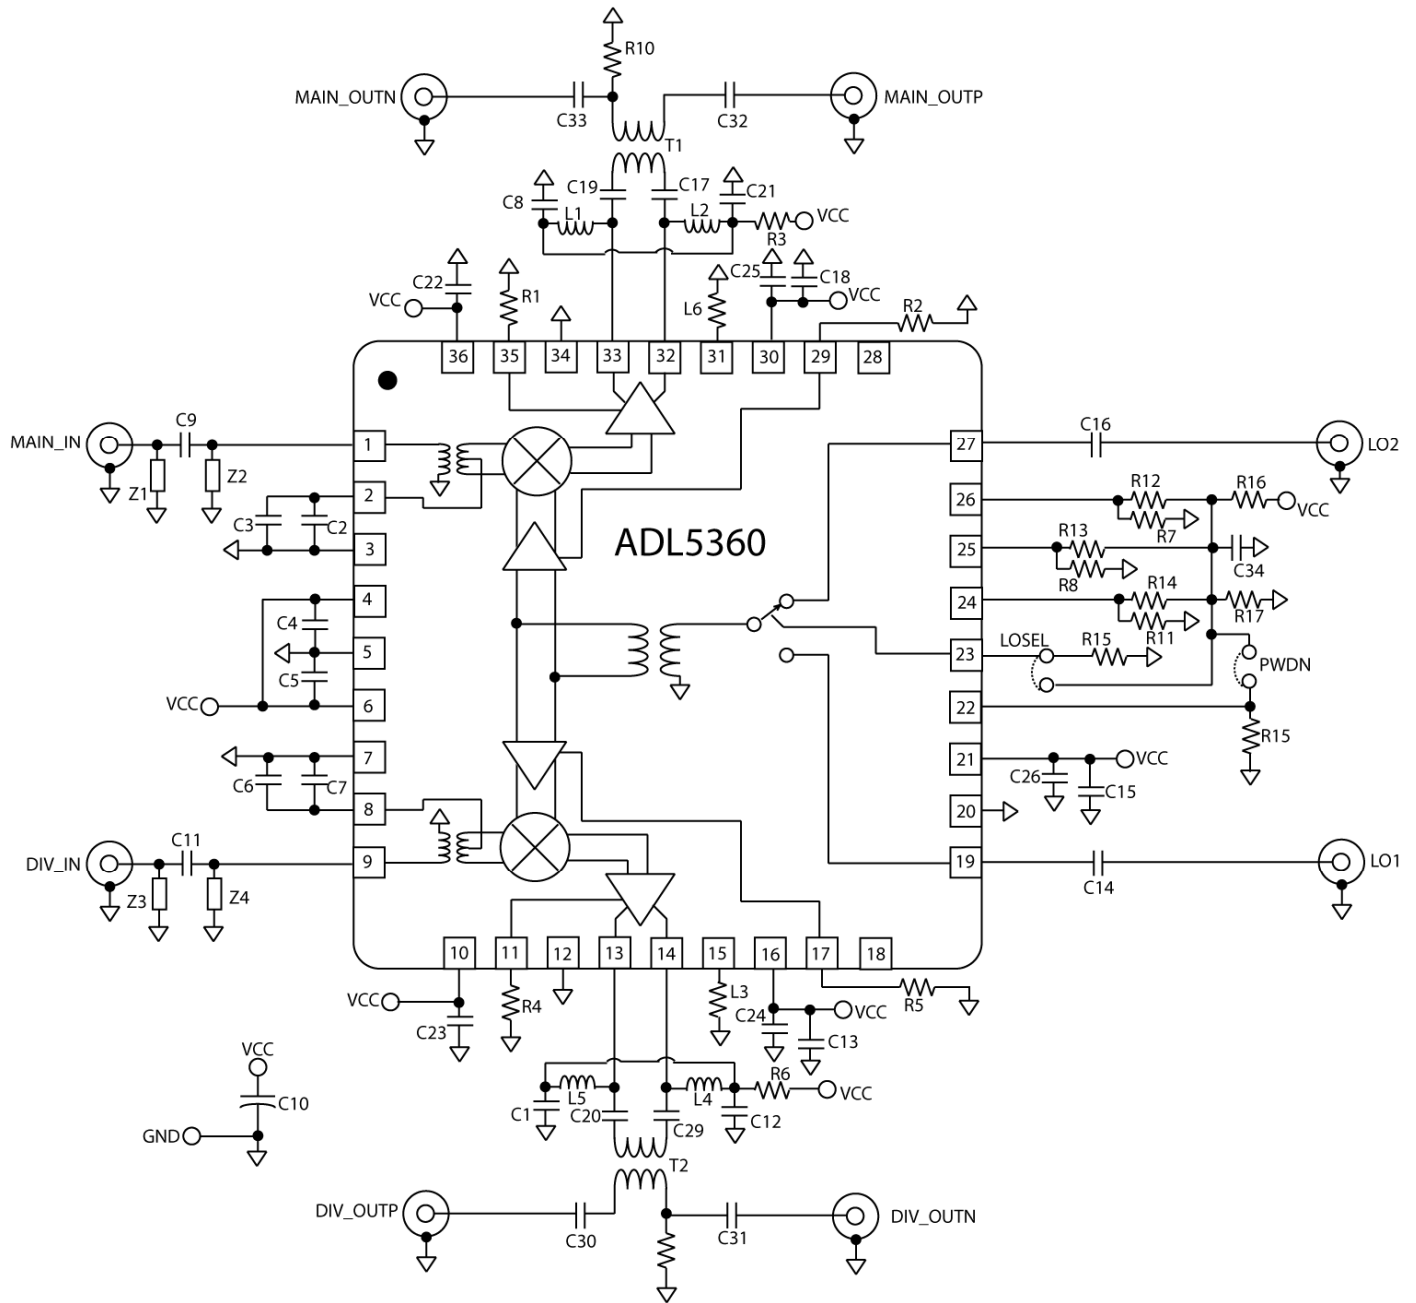 R10
MAIN_OUTN
MAIN_OUTP
C33
C32
T1
C19
C17
C8
C21
L1
L2
VCC
R3
C22
C25
C18
VCC
VCC
R1
L6
R2
36
35
34
33
32
31
30
29
28
C9
MAIN_IN
1
Z1
Z2
2
C3
C2
3
ADL5360
4
C4
5
C5
VCC
6
7
C6
C7
8
C11
DIV_IN
9
Z3
Z4
27
C16
LO2
26
R12
R16
VCC
R7
25
R13
C34
R8
24
R14
R17
R11
23
LOSEL
R15
PWDN
22
R15
21
VCC
C26
C15
20
19
C14
LO1
10
11
12
13
14
15
16
17
18
VCC
C23
R4
L3
C24
VCC
C13
R5
L5
L4
R6
VCC
C1
C20
C29
C12
VCC
C10
GND
T2
DIV_OUTP
DIV_OUTN
C30
C31